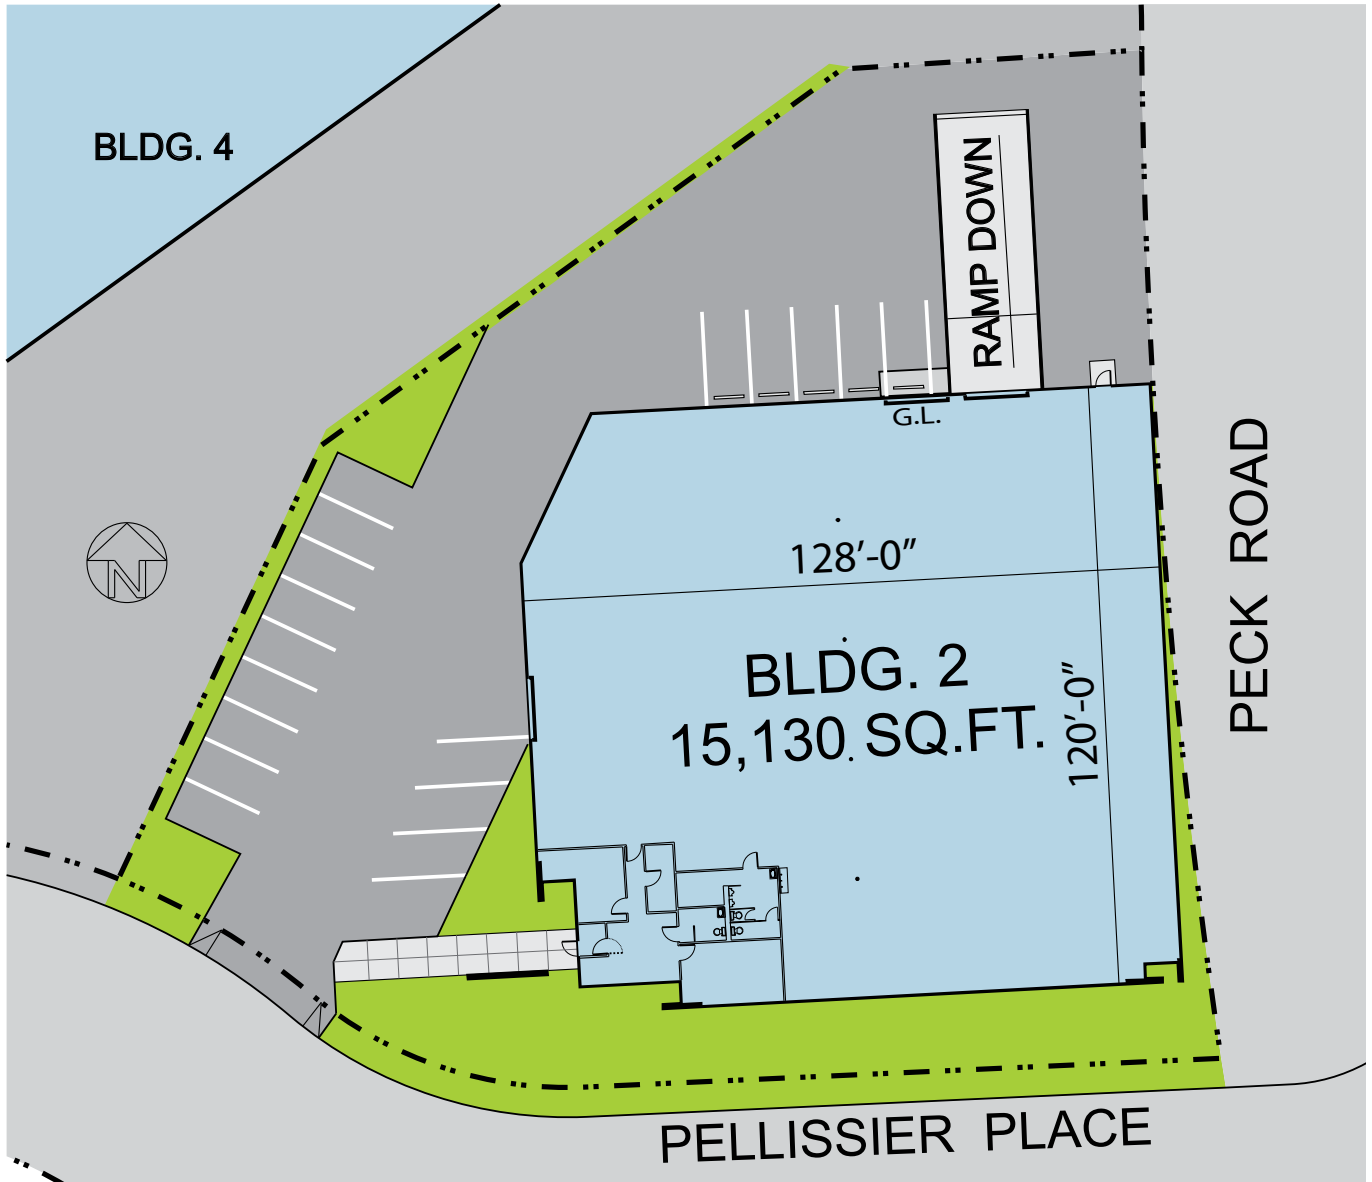 BLDG. 4
RAMP DOWN
G.L.
N
128'-0"
BLDG. 2
15,130 SQ.FT.
120'-0"
PECK ROAD
PELLISSIER PLACE